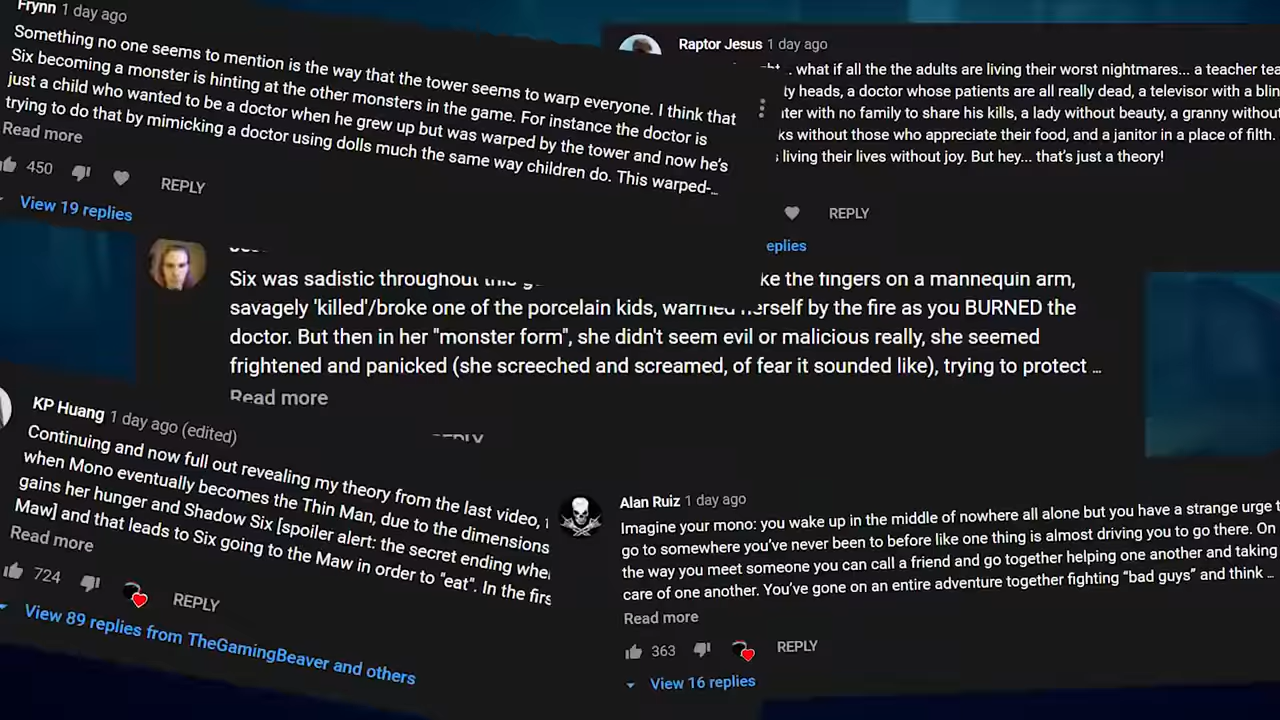 Frynn 1 day ago
Something no one seems to mention is the way that the tower seems to warp everyone. I think that
Six becoming a monster is hinting at the other monsters in the game. For instance the doctor is
just a child who wanted to be a doctor when he grew up but was warped by the tower and now he's
trying to do that by mimicking a doctor using dolls much the same way children do. This warped-...
Read more
450
REPLY
View 19 replies
Raptor Jesus 1 day ago
.. what if all the the adults are living their worst nightmares... a teacher tea
ty heads, a doctor whose patients are all really dead, a televisor with a blin
ter with no family to share his kills, a lady without beauty, a granny without
ks without those who appreciate their food, and a janitor in a place of filth.
living their lives without joy. But hey... that's just a theory!
REPLY
eplies
Six was sadistic throughout this ke the fingers on a mannequin arm,
savagely 'killed'/broke one of the porcelain kids, warmed herself by the fire as you BURNED the
doctor. But then in her "monster form", she didn't seem evil or malicious really, she seemed
frightened and panicked (she screeched and screamed, of fear it sounded like), trying to protect ...
Read more
REPLY
KP Huang 1 day ago (edited)
Continuing and now full out revealing my theory from the last video,
when Mono eventually becomes the Thin Man, due to the dimensions
gains her hunger and Shadow Six [spoiler alert: the secret ending whe
Maw] and that leads to Six going to the Maw in order to "eat". In the firs
Read more
724
REPLY
View 89 replies from TheGamingBeaver and others
Alan Ruiz 1 day ago
Imagine your mono: you wake up in the middle of nowhere all alone but you have a strange urge t
go to somewhere you've never been to before like one thing is almost driving you to go there. On
the way you meet someone you can call a friend and go together helping one another and taking
care of one another. You've gone on an entire adventure together fighting "bad guys" and think ...
Read more
363
REPLY
View 16 replies